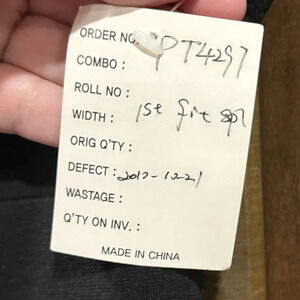 ORDER NO. PT4297
COMBO :
ROLL NO :
WIDTH : 1st fit spl
ORIG Q'TY :
DEFECT : 2017-12-21
WASTAGE :
Q'TY ON INV. :
MADE IN CHINA